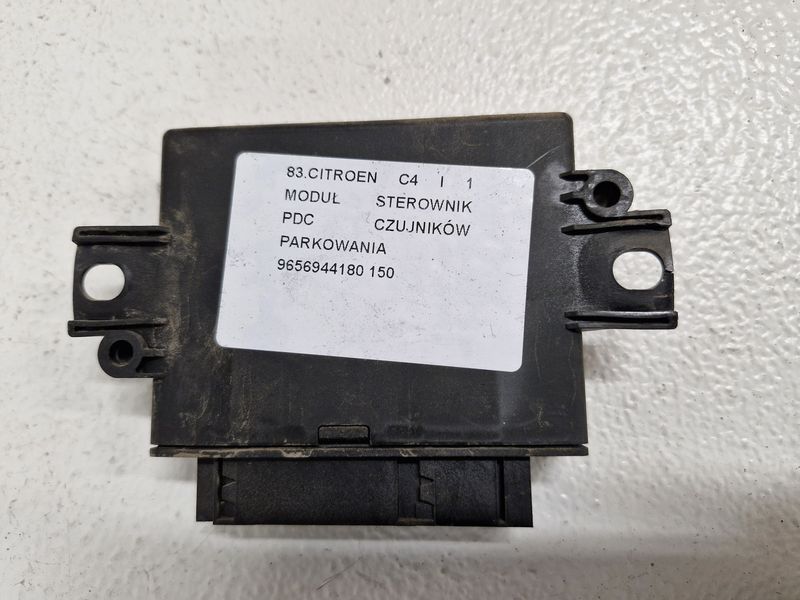 83.CITROEN C4 I 1
MODUŁ STEROWNIK
PDC CZUJNIKÓW
PARKOWANIA
9656944180 150